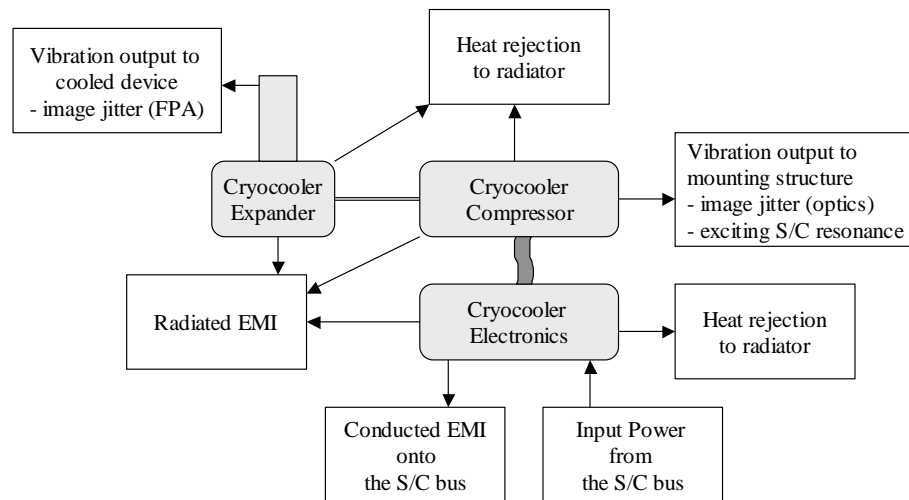 Vibration output to
cooled device
- image jitter (FPA)
Heat rejection
to radiator
Cryocooler
Expander
Cryocooler
Compressor
Vibration output to
mounting structure
- image jitter (optics)
- exciting S/C resonance
Radiated EMI
Cryocooler
Electronics
Heat rejection
to radiator
Conducted EMI
onto
the S/C bus
Input Power
from
the S/C bus